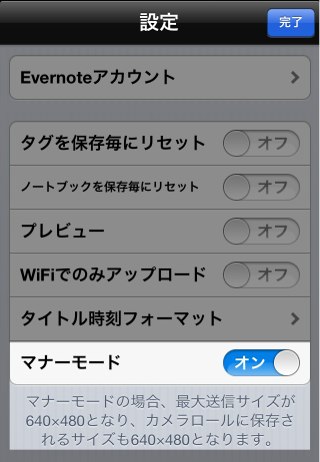 設定
完了
Evernoteアカウント
タグを保存毎にリセット オフ
ノートブックを保存毎にリセット オフ
プレビュー オフ
WiFiでのみアップロード オフ
タイトル時刻フォーマット
マナーモード オン
マナーモードの場合、最大送信サイズが
640×480となり、カメラロールに保存さ
れるサイズも640×480となります。